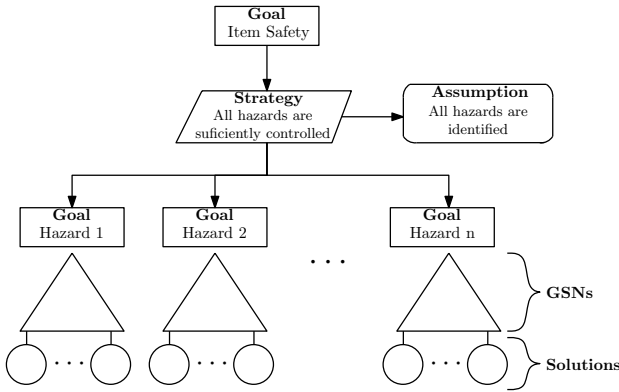 Goal
Item Safety
Strategy
All hazards are
suficiently controlled
Assumption
All hazards are
identified
Goal
Hazard 1
Goal
Hazard 2
Goal
Hazard n
. . .
GSNs
. . .
. . .
. . .
Solutions